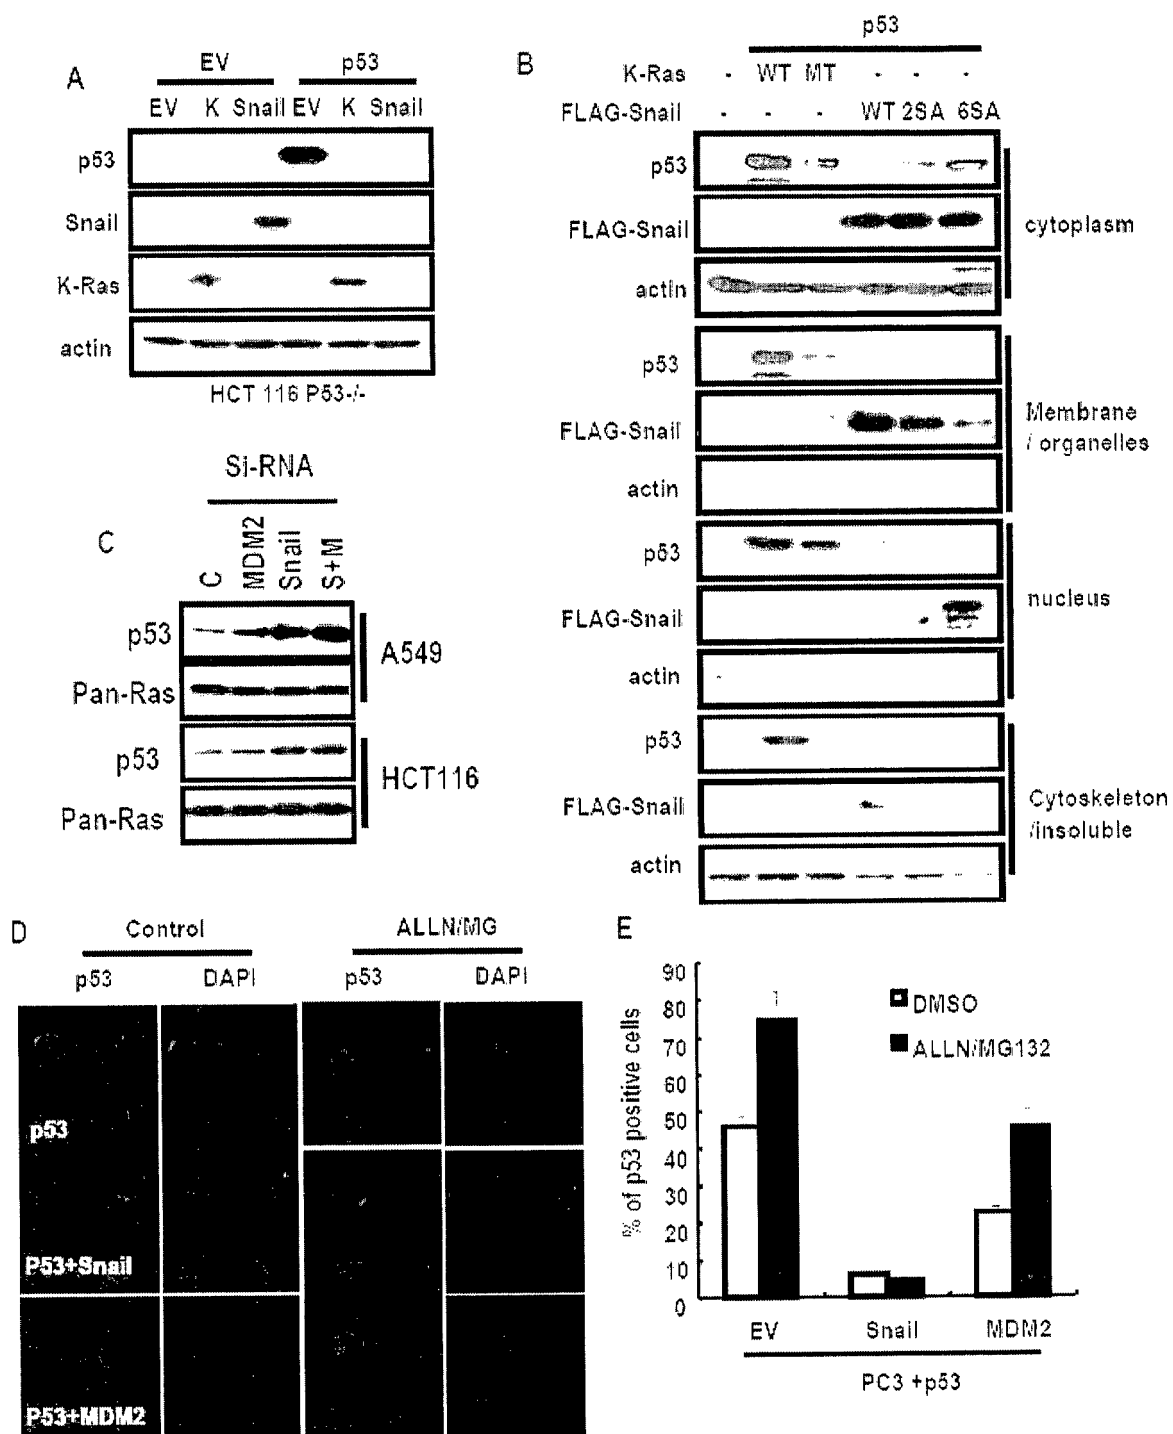 A
EV p53
EV K Snail EV K Snail
p53
Snail
K-Ras
actin
HCT 116 P53-/-
B
p53
K-Ras - WT MT - - -
FLAG-Snail - - - WT 2SA 6SA
p53
FLAG-Snail
actin
cytoplasm
p53
FLAG-Snail
actin
Membrane
/ organelles
p53
FLAG-Snail
actin
nucleus
p53
FLAG-Snail
actin
Cytoskeleton
/insoluble
C
Si-RNA
C MDM2 Snail S+M
p53
Pan-Ras
A549
p53
Pan-Ras
HCT116
D
Control ALLN/MG
p53 DAPI p53 DAPI
p53
P53+Snail
P53+MDM2
E
% of p53 positive cells
90
80
70
60
50
40
30
20
10
0
DMSO
ALLN/MG132
EV Snail MDM2
PC3 +p53